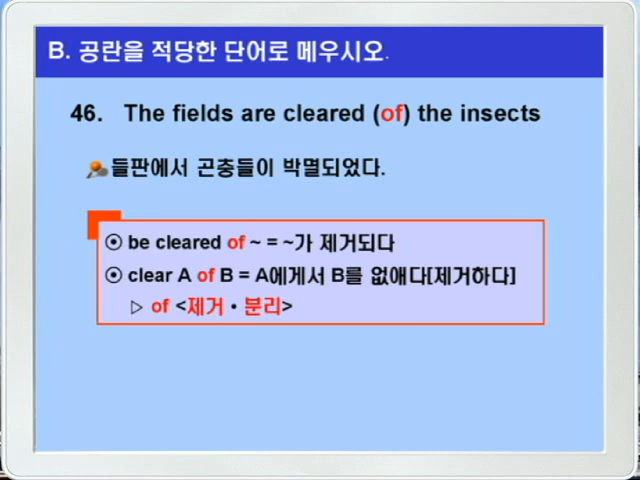 B. 공란을 적당한 단어로 메우시오.
46. The fields are cleared (of) the insects
들판에서 곤충들이 박멸되었다.
⊙ be cleared of ~ = ~가 제거되다
⊙ clear A of B = A에게서 B를 없애다[제거하다]
▷ of <제거・분리>